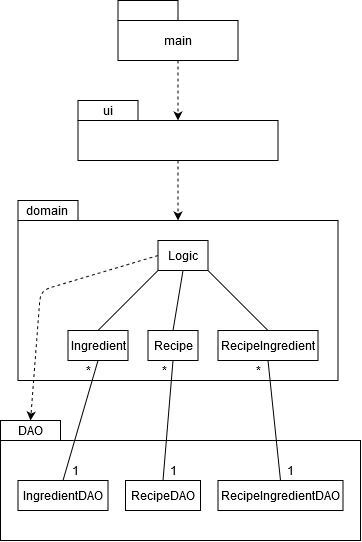 main
ui
domain
Logic
Ingredient
Recipe
RecipeIngredient
*
*
*
DAO
1
1
1
IngredientDAO
RecipeDAO
RecipeIngredientDAO